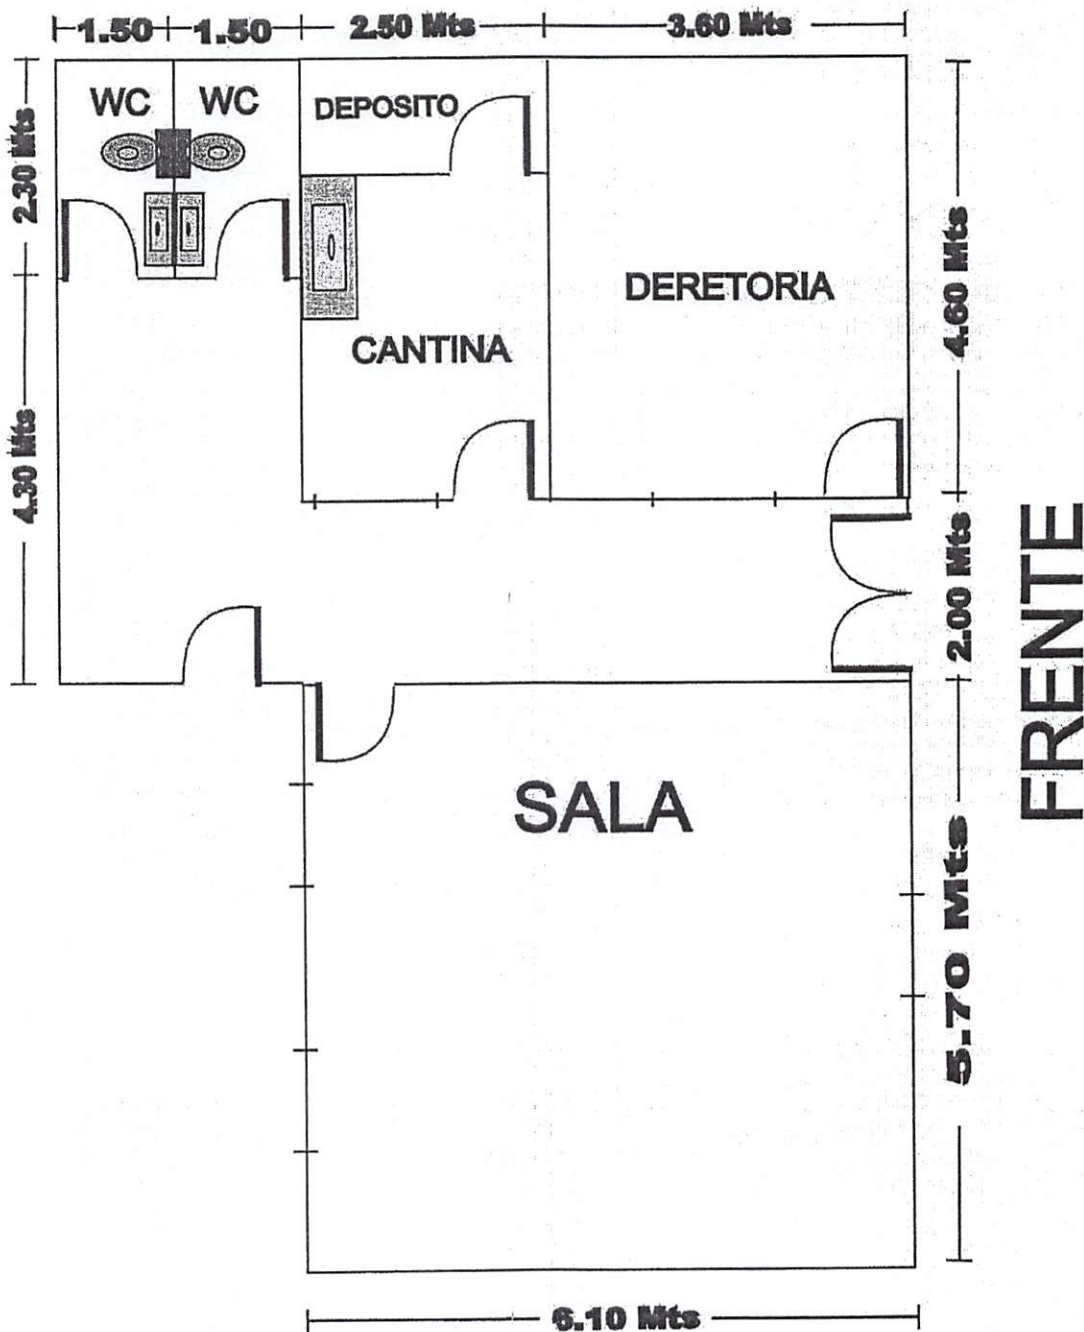 1.50 1.50 2.50 Mts 3.60 Mts
WC WC DEPOSITO
2.30 Mts
DERETORIA
4.60 Mts
CANTINA
4.30 Mts
2.00 Mts
FRENTE
SALA
5.70 Mts
6.10 Mts